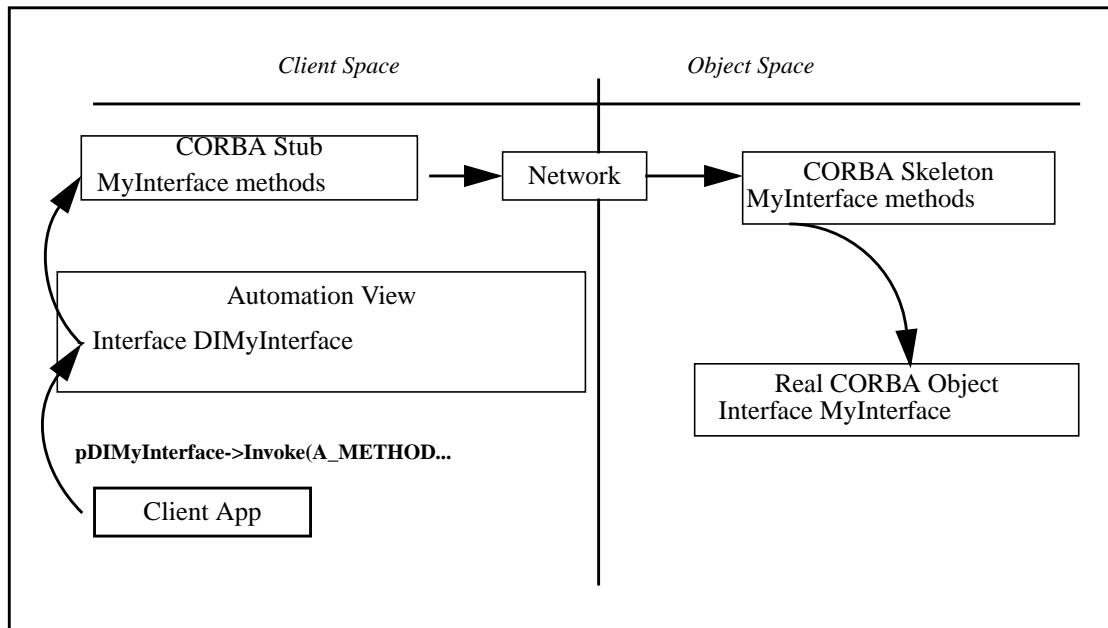 Client Space
Object Space
CORBA Stub
MyInterface methods
Network
CORBA Skeleton
MyInterface methods
Automation View
Interface DIMyInterface
Real CORBA Object
Interface MyInterface
pDIMyInterface->Invoke(A_METHOD...
Client App